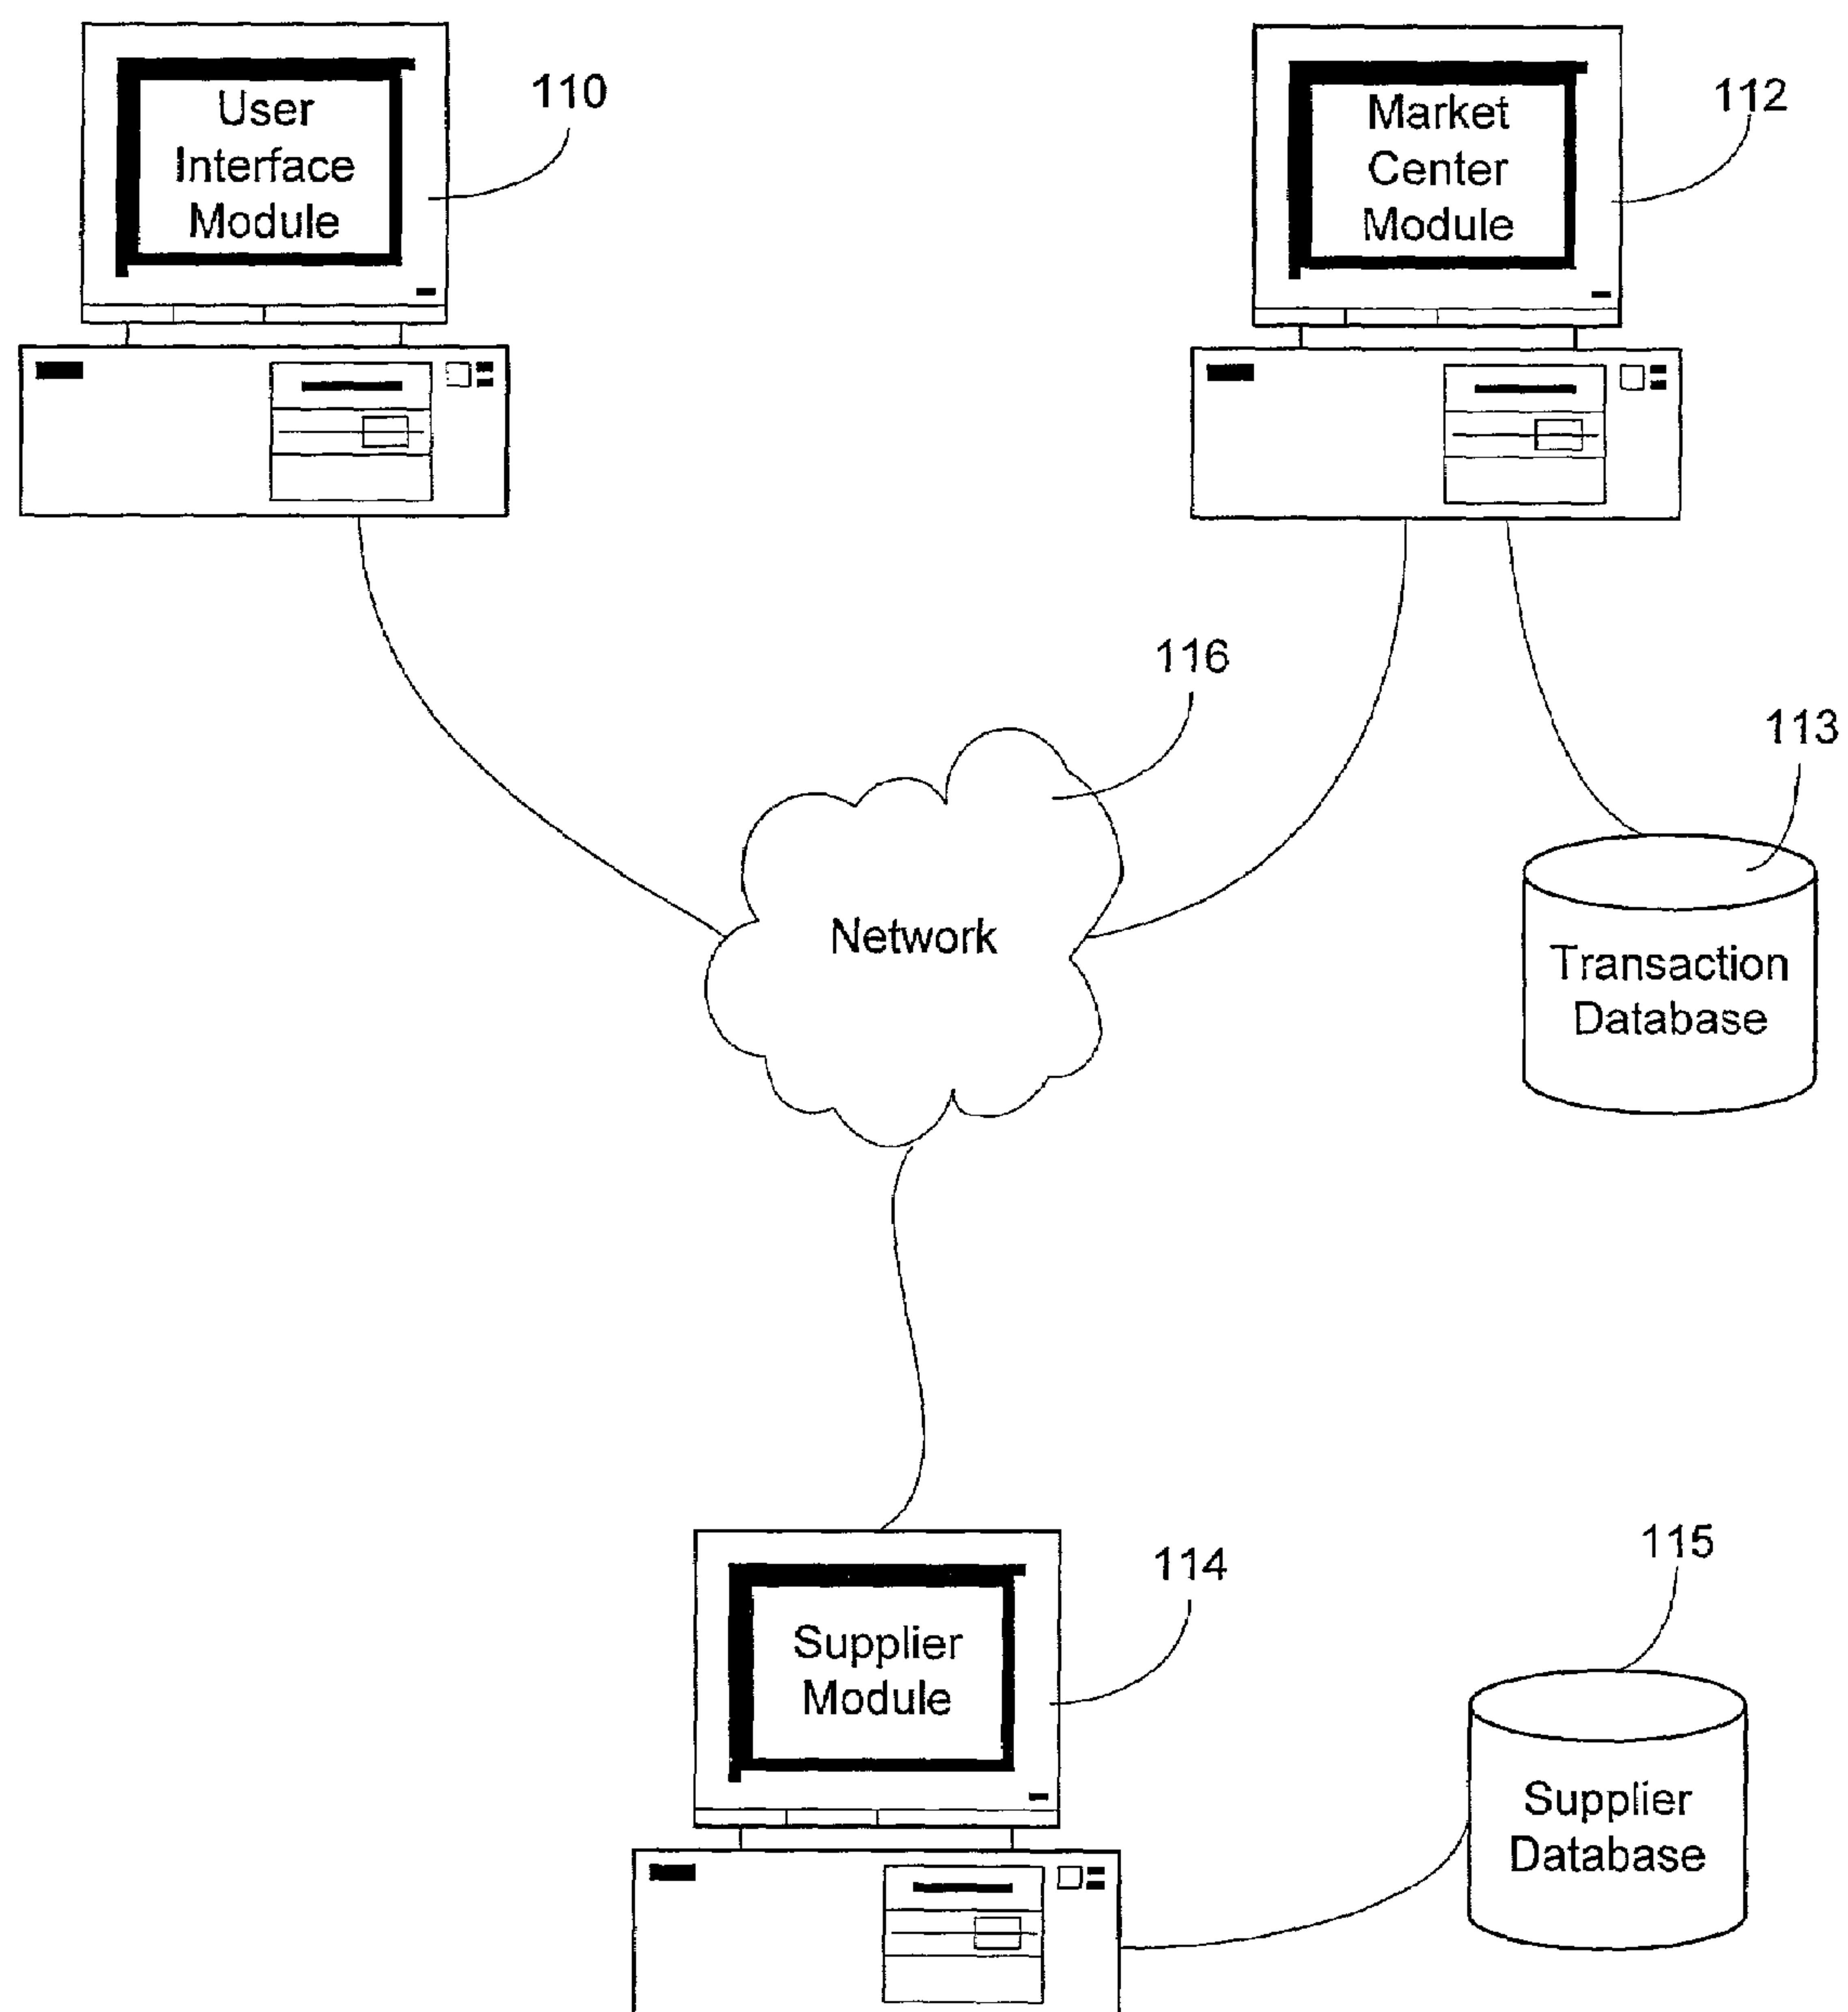 User
Interface
Module
110
Market
Center
Module
112
116
113
Network
Transaction
Database
114
115
Supplier
Module
Supplier
Database